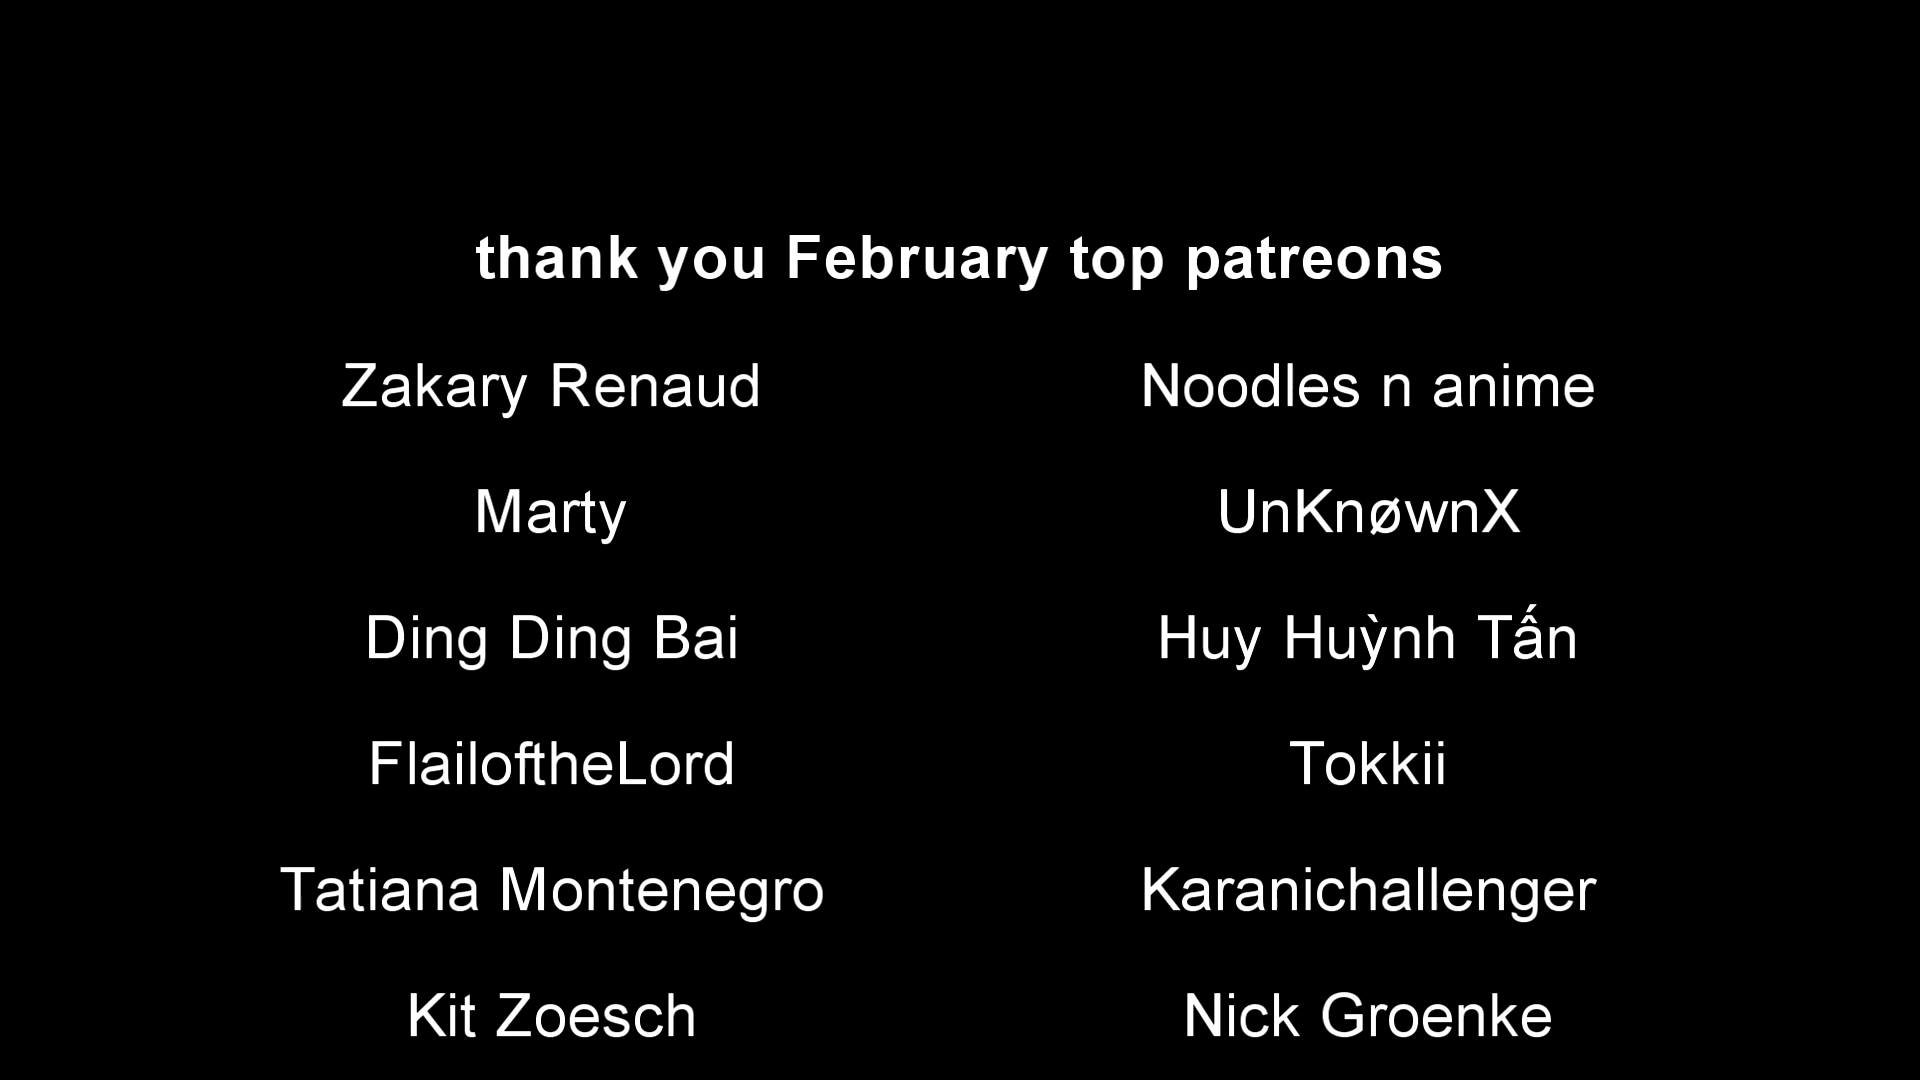 thank you February top patreons
Zakary Renaud
Noodles n anime
Marty
UnKnøwnX
Ding Ding Bai
Huy Huỳnh Tấn
FlailoftheLord
Tokkii
Tatiana Montenegro
Karanichallenger
Kit Zoesch
Nick Groenke